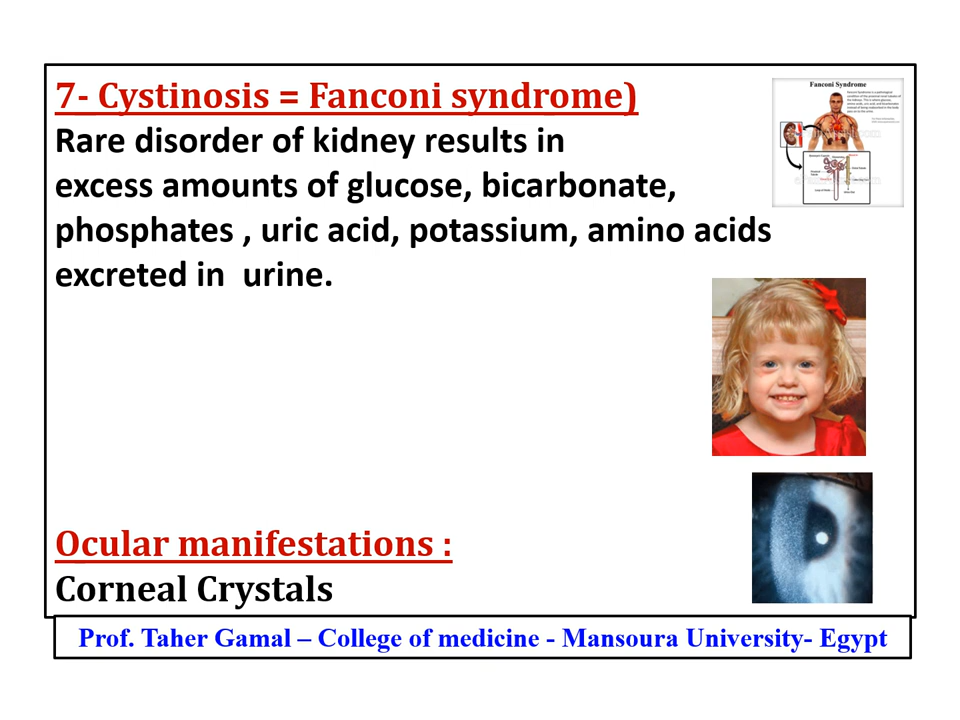 7- Cystinosis = Fanconi syndrome)
Rare disorder of kidney results in
excess amounts of glucose, bicarbonate,
phosphates , uric acid, potassium, amino acids
excreted in  urine.
Fanconi Syndrome
Ocular manifestations :
Corneal Crystals
Prof. Taher Gamal – College of medicine - Mansoura University- Egypt